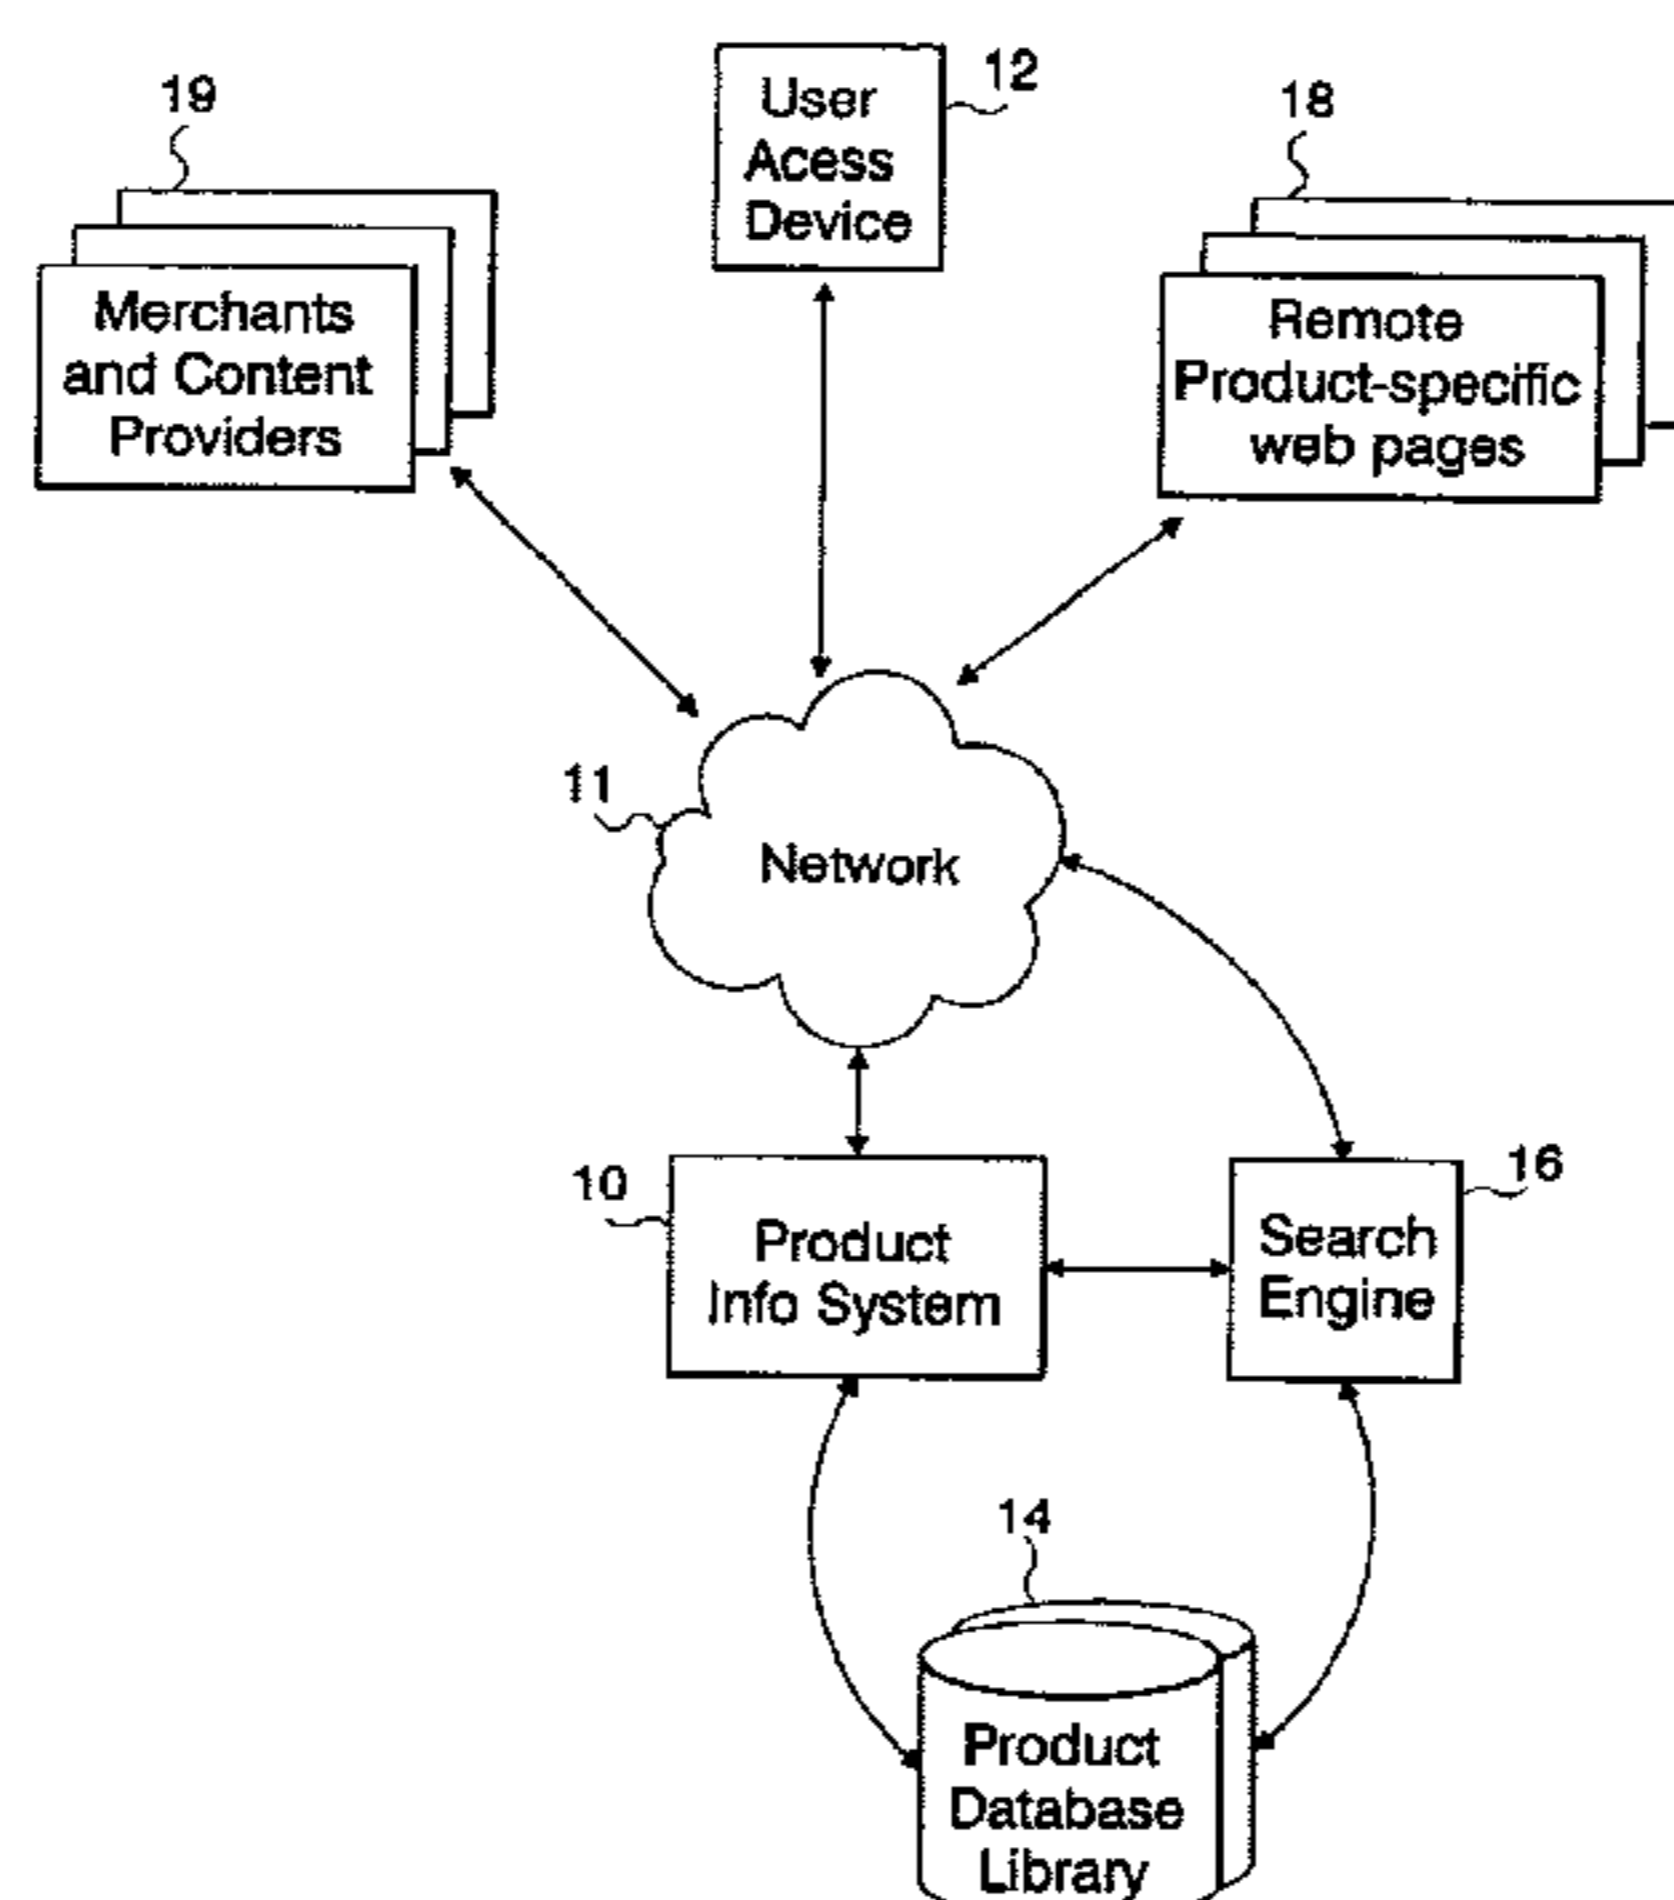 19
12
18
User
Acess
Device
Merchants
and Content
Providers
Remote
Product-specific
web pages
11
Network
10
16
Product
Info System
Search
Engine
14
Product
Database
Library